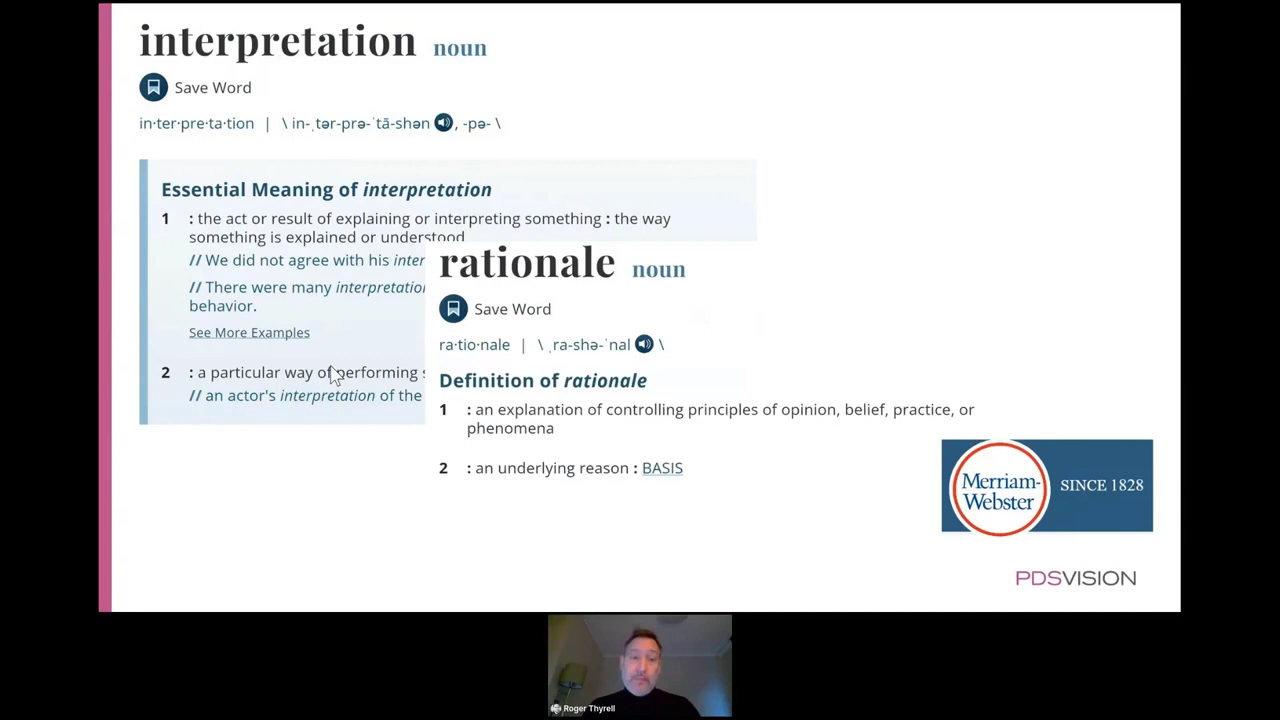 interpretation noun
Save Word
in·ter·pre·ta·tion | \ in-ˌtər-prə-ˈtā-shən , -pə- \
Essential Meaning of interpretation
1 : the act or result of explaining or interpreting something : the way
something is explained or understood
// We did not agree with his inter
// There were many interpretation
behavior.
See More Examples
2 : a particular way of performing s
// an actor's interpretation of the
rationale noun
Save Word
ra·tio·nale | \ ˌra-shə-ˈnal \
Definition of rationale
1 : an explanation of controlling principles of opinion, belief, practice, or
phenomena
2 : an underlying reason : BASIS
Merriam-
Webster
SINCE 1828
PDSVISION
Roger Thyrell